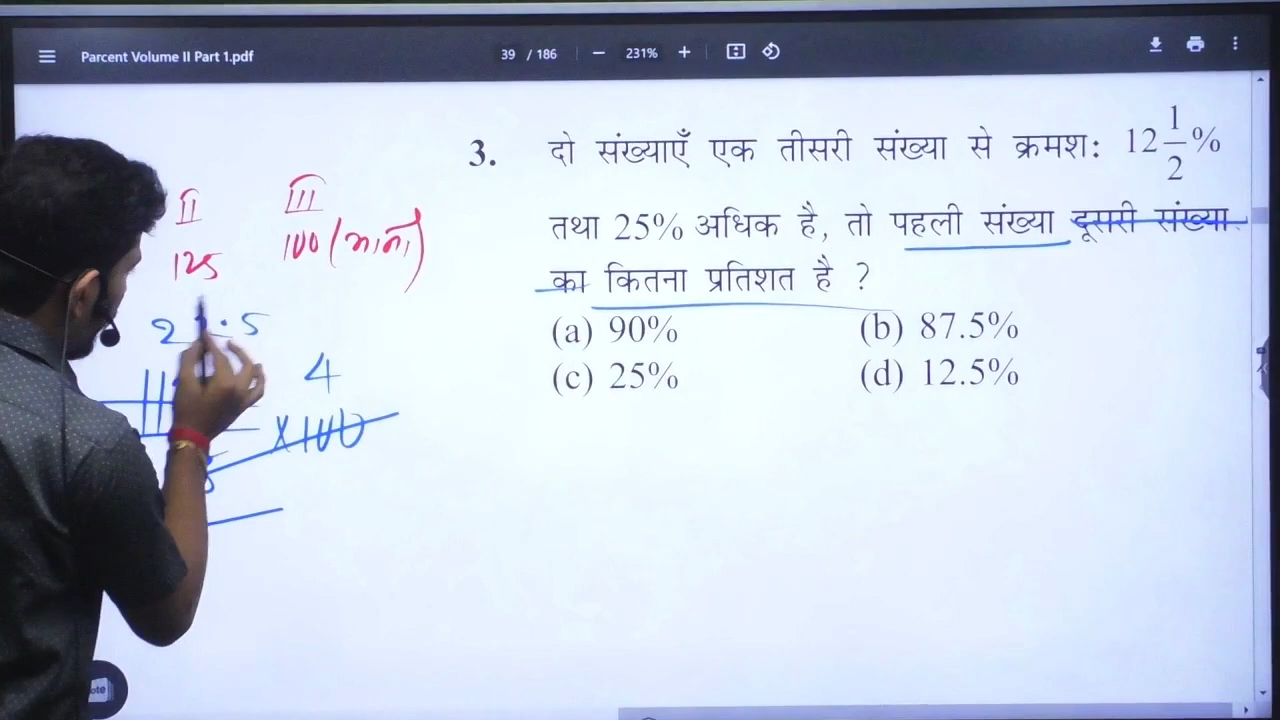 Parcent Volume II Part 1.pdf
39 / 186
231%
3. दो संख्याएँ एक तीसरी संख्या से क्रमशः 12 1/2 %
तथा 25% अधिक है, तो पहली संख्या दूसरी संख्या
का कितना प्रतिशत है ?
(a) 90% (b) 87.5%
(c) 25% (d) 12.5%
II III
125 100 (माना)
4
×100